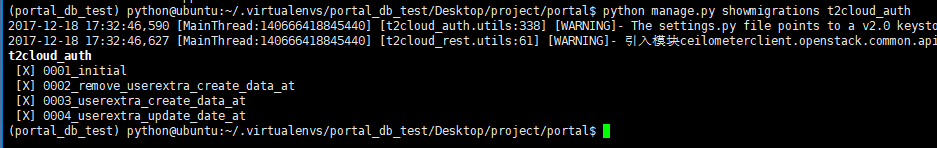 (portal_db_test) python@ubuntu:~/.virtualenvs/portal_db_test/Desktop/project/portal$ python manage.py showmigrations t2cloud_auth
2017-12-18 17:32:46,590 [MainThread:140666418845440] [t2cloud_auth.utils:338] [WARNING]- The settings.py file points to a v2.0 keysto
2017-12-18 17:32:46,627 [MainThread:140666418845440] [t2cloud_rest.utils:61] [WARNING]- 引入模块ceilometerclient.openstack.common.api
t2cloud_auth
[X] 0001_initial
[X] 0002_remove_userextra_create_data_at
[X] 0003_userextra_create_data_at
[X] 0004_userextra_update_date_at
(portal_db_test) python@ubuntu:~/.virtualenvs/portal_db_test/Desktop/project/portal$